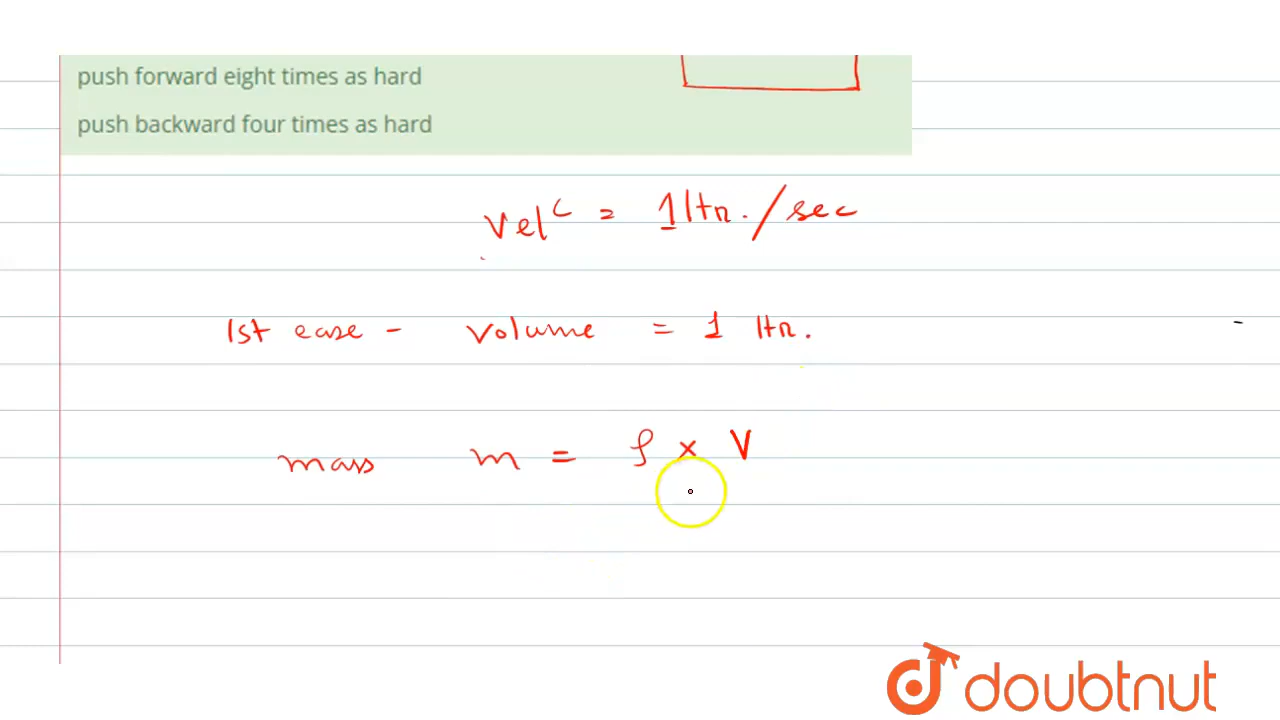 push forward eight times as hard
push backward four times as hard
Velc = 1 ltr./sec
1st case - Volume = 1 ltr.
mass m = ρ x V
doubtnut